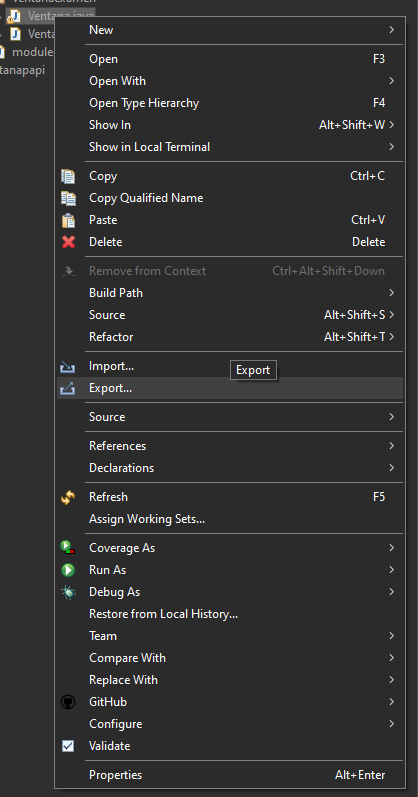 Ventana.java
New
Venta
module
tanapapi
Open F3
Open With
Open Type Hierarchy F4
Show In Alt+Shift+W
Show in Local Terminal
Copy Ctrl+C
Copy Qualified Name
Paste Ctrl+V
Delete Delete
Remove from Context Ctrl+Alt+Shift+Down
Build Path
Source Alt+Shift+S
Refactor Alt+Shift+T
Import...
Export
Export...
Source
References
Declarations
Refresh F5
Assign Working Sets...
Coverage As
Run As
Debug As
Restore from Local History...
Team
Compare With
Replace With
GitHub
Configure
Validate
Properties Alt+Enter